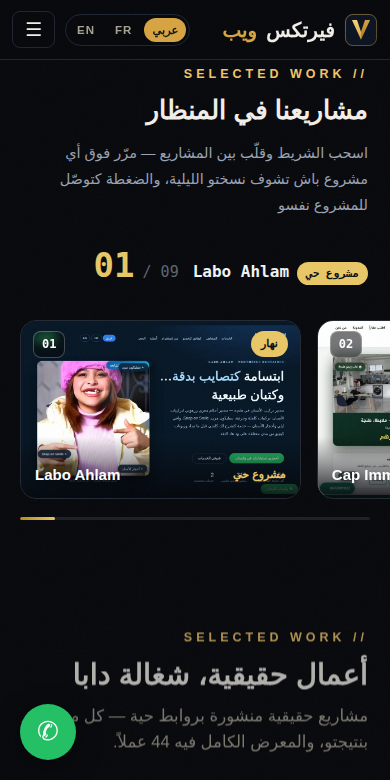 فيرتكس ويب
عربي FR EN
// SELECTED WORK
مشاريعنا في المنظار
اسحب الشريط وقلّب بين المشاريع — مرّر فوق أي
مشروع باش تشوف نسختو الليلية، والضغطة كتوصّل
للمشروع نفسو
مشروع حي Labo Ahlam 01 / 09
01
نهار
LABO AHLAM
ابتسامة كتصايب بدقة...
وكتبان طبيعية
مشروع حي
Labo Ahlam
02
Cap Imm
// SELECTED WORK
أعمال حقيقية، شغالة دابا
مشاريع حقيقية منشورة بروابط حية — كل
بنتيجتو، والمعرض الكامل فيه 44 عملاً.